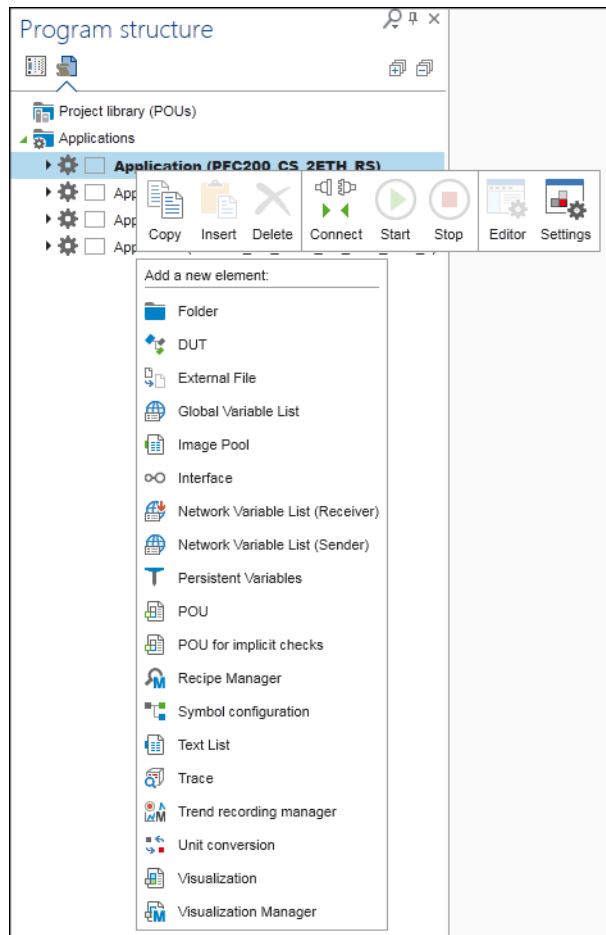 Program structure
Project library (POUs)
Applications
Application (PFC200_CS_2ETH_RS)
App
App
App
Copy
Insert
Delete
Connect
Start
Stop
Editor
Settings
Add a new element:
Folder
DUT
External File
Global Variable List
Image Pool
Interface
Network Variable List (Receiver)
Network Variable List (Sender)
Persistent Variables
POU
POU for implicit checks
Recipe Manager
Symbol configuration
Text List
Trace
Trend recording manager
Unit conversion
Visualization
Visualization Manager